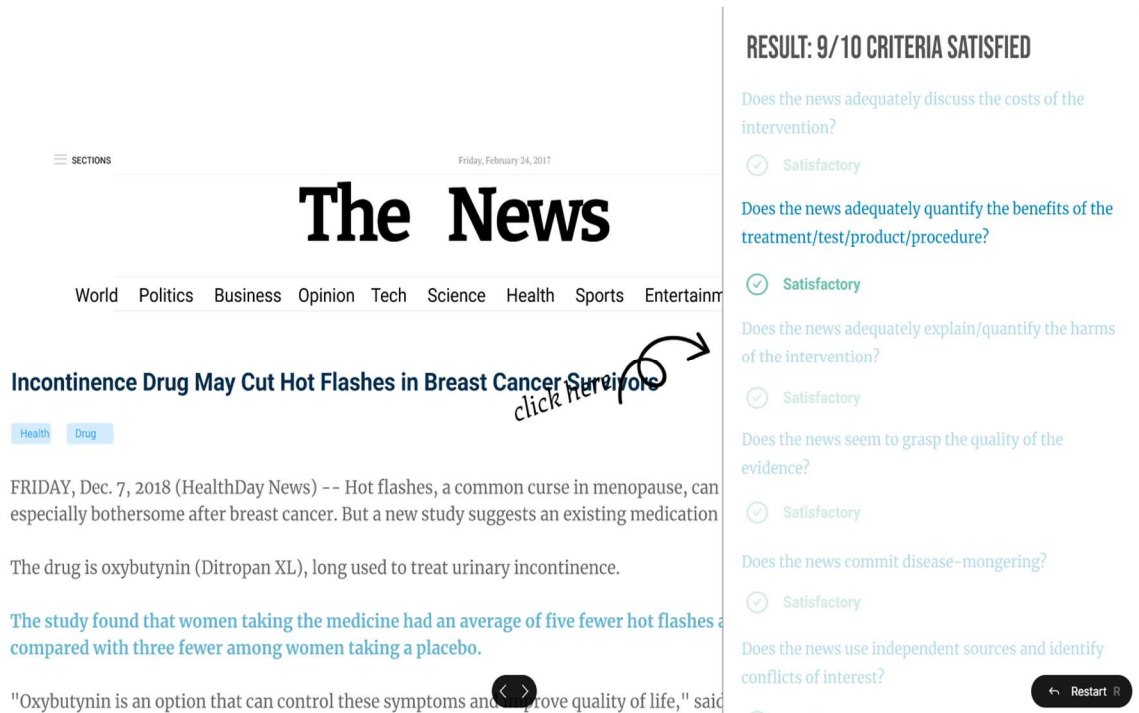 SECTIONS
Friday, February 24, 2017
The News
World Politics Business Opinion Tech Science Health Sports Entertainm
Incontinence Drug May Cut Hot Flashes in Breast Cancer Survivors
click here
Health Drug
FRIDAY, Dec. 7, 2018 (HealthDay News) -- Hot flashes, a common curse in menopause, can
especially bothersome after breast cancer. But a new study suggests an existing medication
The drug is oxybutynin (Ditropan XL), long used to treat urinary incontinence.
The study found that women taking the medicine had an average of five fewer hot flashes a
compared with three fewer among women taking a placebo.
"Oxybutynin is an option that can control these symptoms and improve quality of life," said
RESULT: 9/10 CRITERIA SATISFIED
Does the news adequately discuss the costs of the
intervention?
Satisfactory
Does the news adequately quantify the benefits of the
treatment/test/product/procedure?
Satisfactory
Does the news adequately explain/quantify the harms
of the intervention?
Satisfactory
Does the news seem to grasp the quality of the
evidence?
Satisfactory
Does the news commit disease-mongering?
Satisfactory
Does the news use independent sources and identify
conflicts of interest?
Restart R